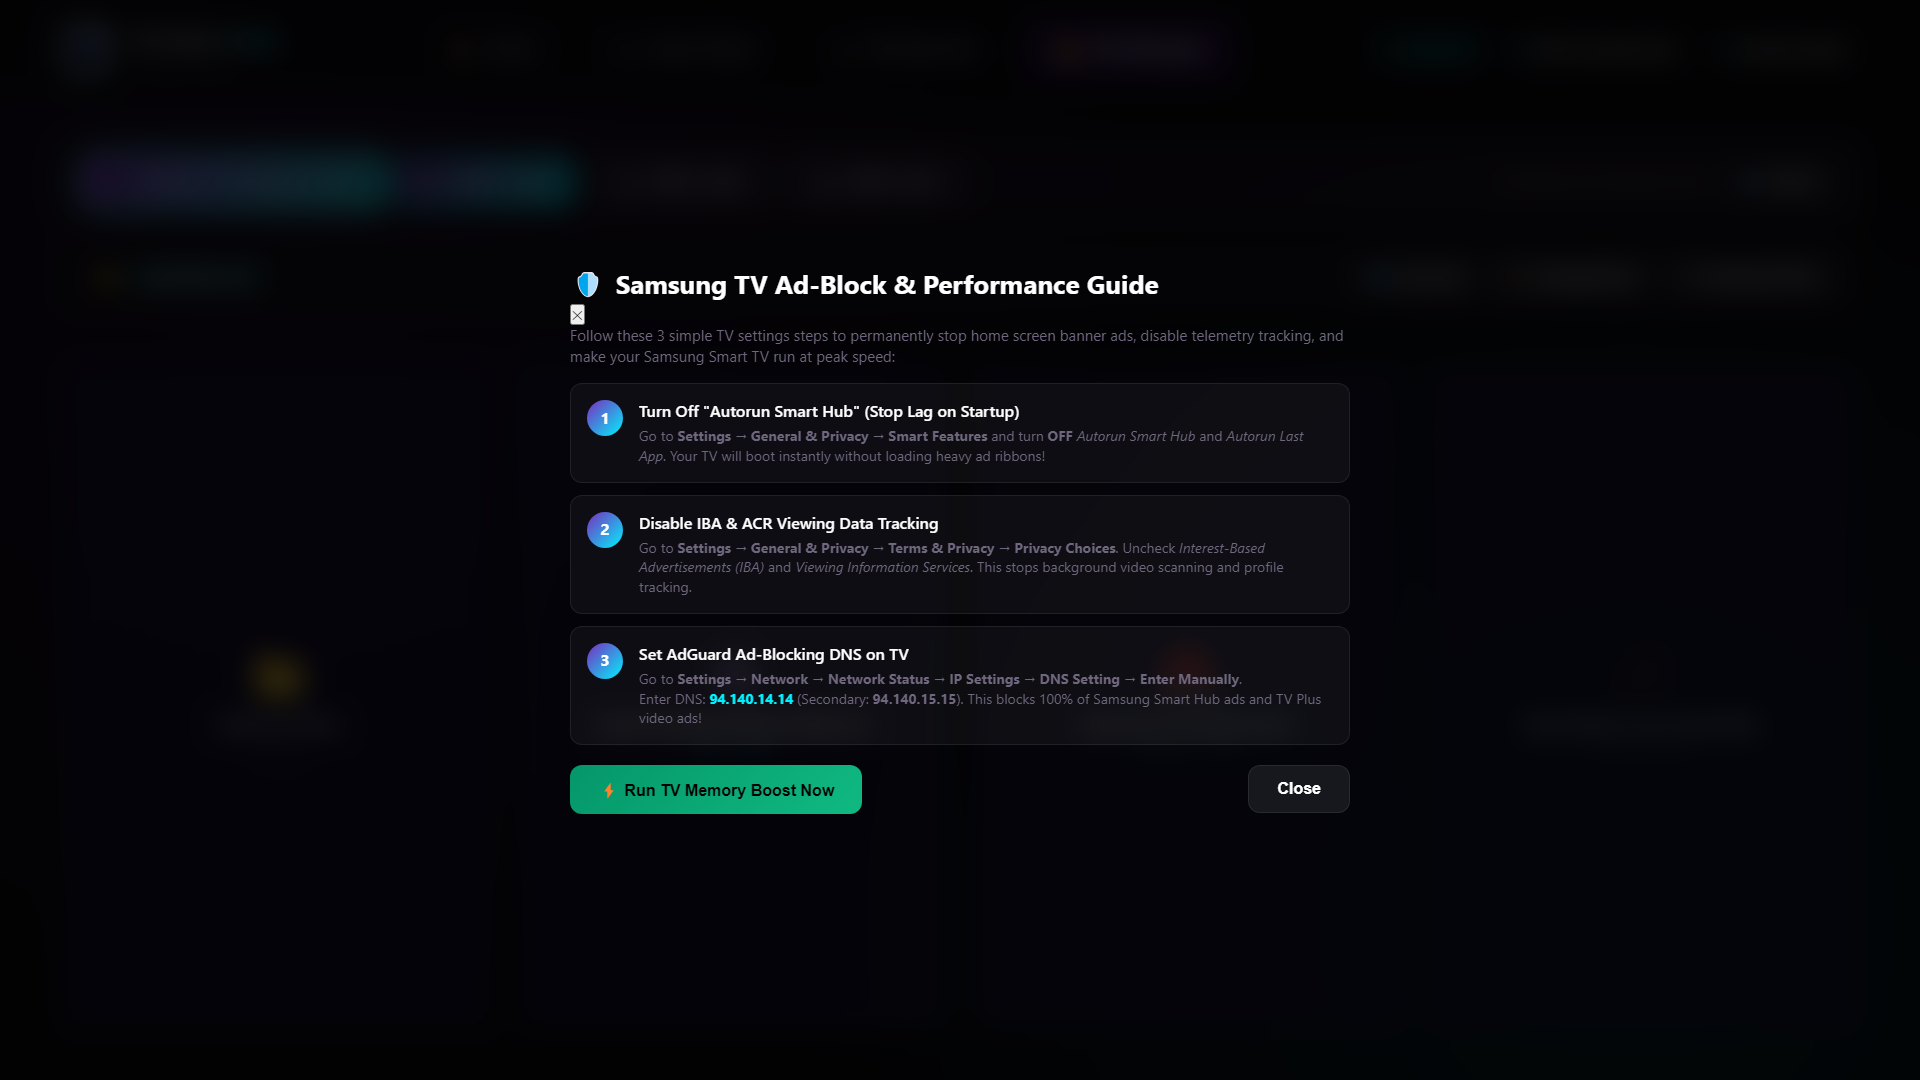 Samsung TV Ad-Block & Performance Guide
×
Follow these 3 simple TV settings steps to permanently stop home screen banner ads, disable telemetry tracking, and
make your Samsung Smart TV run at peak speed:
1
Turn Off "Autorun Smart Hub" (Stop Lag on Startup)
Go to Settings → General & Privacy → Smart Features and turn OFF Autorun Smart Hub and Autorun Last
App. Your TV will boot instantly without loading heavy ad ribbons!
2
Disable IBA & ACR Viewing Data Tracking
Go to Settings → General & Privacy → Terms & Privacy → Privacy Choices. Uncheck Interest-Based
Advertisements (IBA) and Viewing Information Services. This stops background video scanning and profile
tracking.
3
Set AdGuard Ad-Blocking DNS on TV
Go to Settings → Network → Network Status → IP Settings → DNS Setting → Enter Manually.
Enter DNS: 94.140.14.14 (Secondary: 94.140.15.15). This blocks 100% of Samsung Smart Hub ads and TV Plus
video ads!
Run TV Memory Boost Now
Close